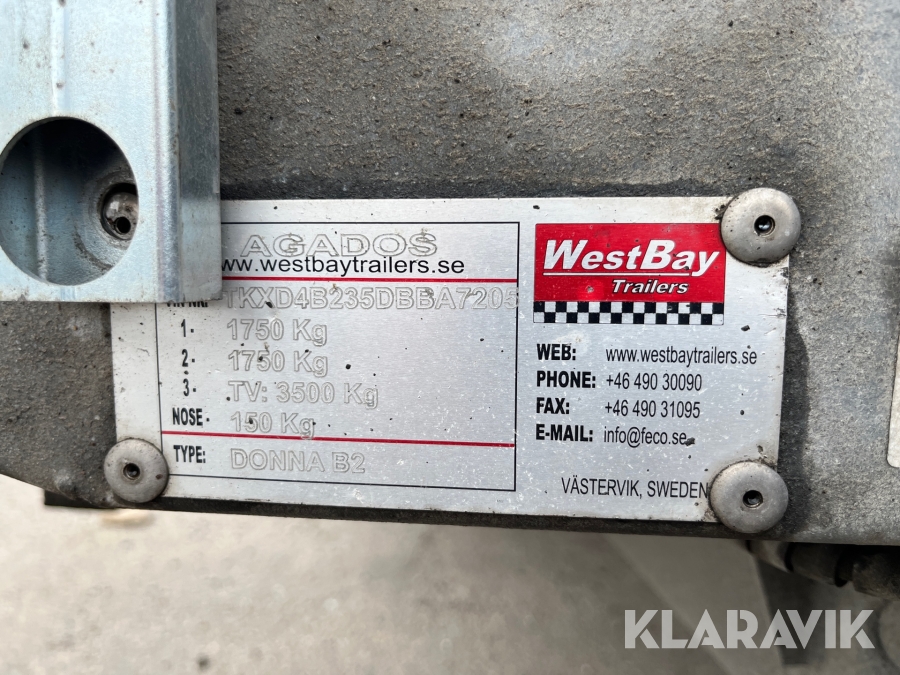 AGADOS
www.westbaytrailers.se
TKXD4B235DBBA7205
1- 1750 Kg
2- 1750 Kg
3- TV: 3500 Kg
NOSE- 150 Kg
TYPE: DONNA B2
WestBay
Trailers
WEB: www.westbaytrailers.se
PHONE: +46 490 30090
FAX: +46 490 31095
E-MAIL: info@feco.se
VÄSTERVIK, SWEDEN
KLARAVIK